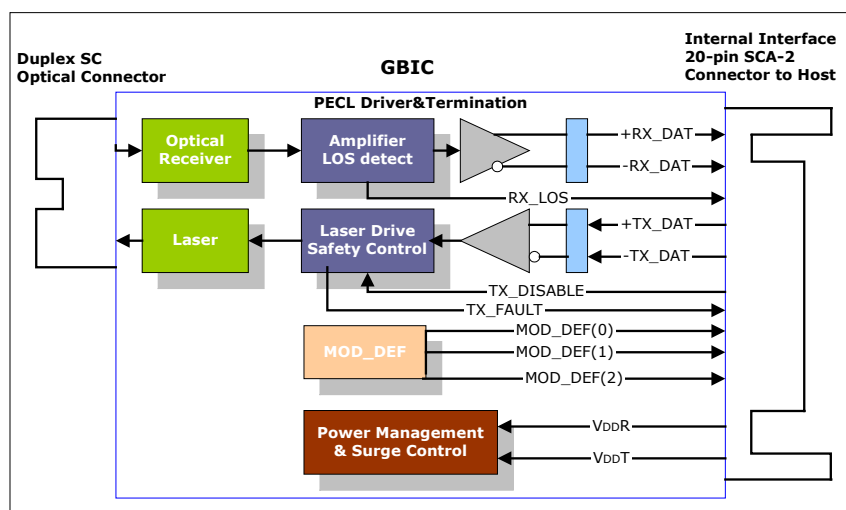 Duplex SC
Optical Connector
GBIC
Internal Interface
20-pin SCA-2
Connector to Host
PECL Driver&Termination
Optical
Receiver
Amplifier
LOS detect
+RX_DAT
-RX_DAT
RX_LOS
Laser
Laser Drive
Safety Control
+TX_DAT
-TX_DAT
TX_DISABLE
TX_FAULT
MOD_DEF
MOD_DEF(0)
MOD_DEF(1)
MOD_DEF(2)
Power Management
& Surge Control
VDDR
VDDT